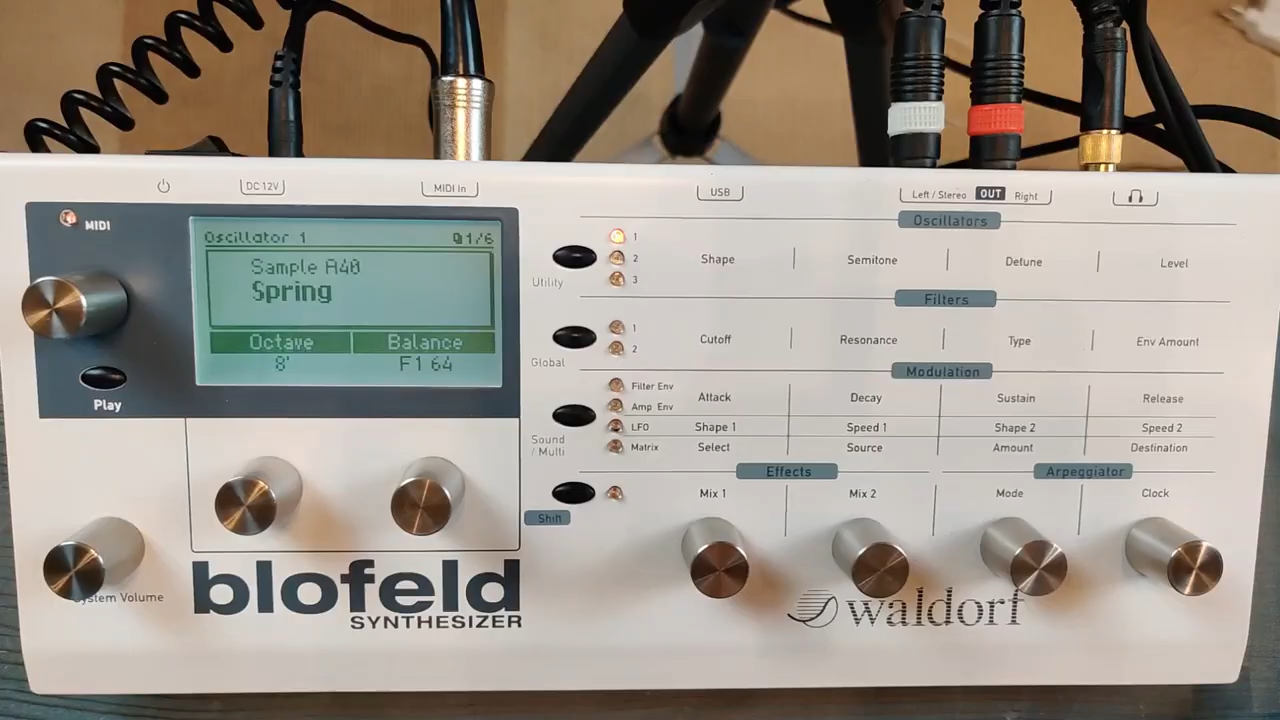 DC 12V
MIDI In
USB
Left / Stereo OUT Right
MIDI
Oscillator 1 1/6
Sample A40
Spring
Octave Balance
8' F1 64
Play
System Volume
blofeld
SYNTHESIZER
Oscillators
1
2
3
Utility
Shape Semitone Detune Level
Filters
1
2
Global
Cutoff Resonance Type Env Amount
Modulation
Filter Env Attack Decay Sustain Release
Amp Env
LFO Shape 1 Speed 1 Shape 2 Speed 2
Sound / Multi
Matrix Select Source Amount Destination
Effects Arpeggiator
Mix 1 Mix 2 Mode Clock
Shift
waldorf